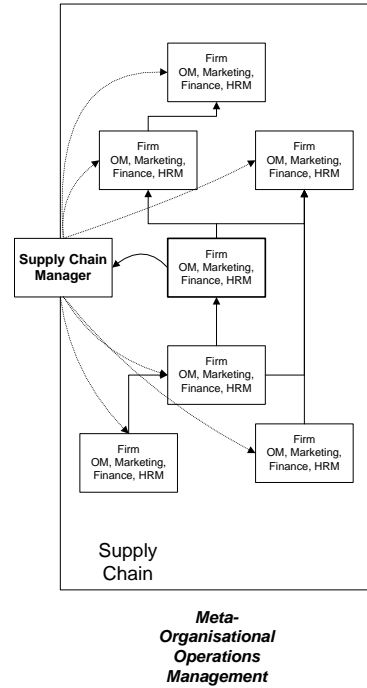 Firm
OM, Marketing,
Finance, HRM
Firm
OM, Marketing,
Finance, HRM
Firm
OM, Marketing,
Finance, HRM
Supply Chain
Manager
Firm
OM, Marketing,
Finance, HRM
Firm
OM, Marketing,
Finance, HRM
Firm
OM, Marketing,
Finance, HRM
Firm
OM, Marketing,
Finance, HRM
Supply
Chain
Meta-
Organisational
Operations
Management